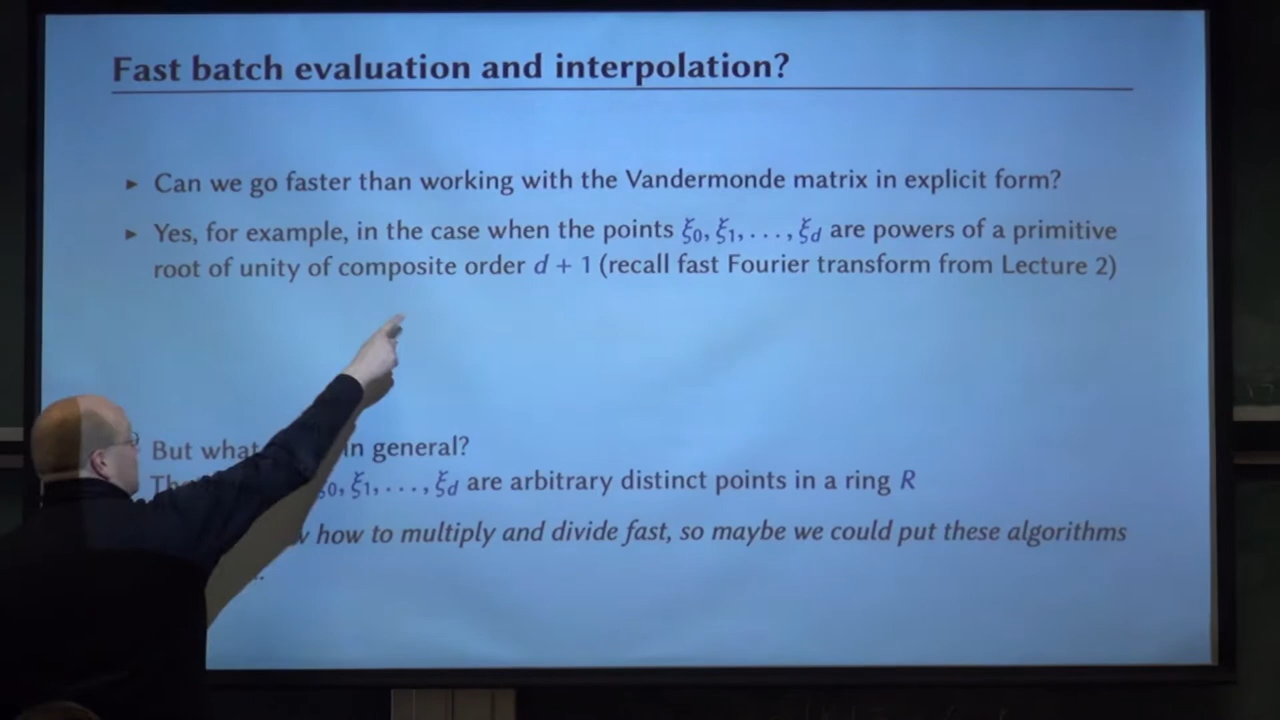 Fast batch evaluation and interpolation?
► Can we go faster than working with the Vandermonde matrix in explicit form?
► Yes, for example, in the case when the points ξ0, ξ1, . . . , ξd are powers of a primitive
root of unity of composite order d + 1 (recall fast Fourier transform from Lecture 2)
But what in general?
ξ1, . . . , ξd are arbitrary distinct points in a ring R
how to multiply and divide fast, so maybe we could put these algorithms